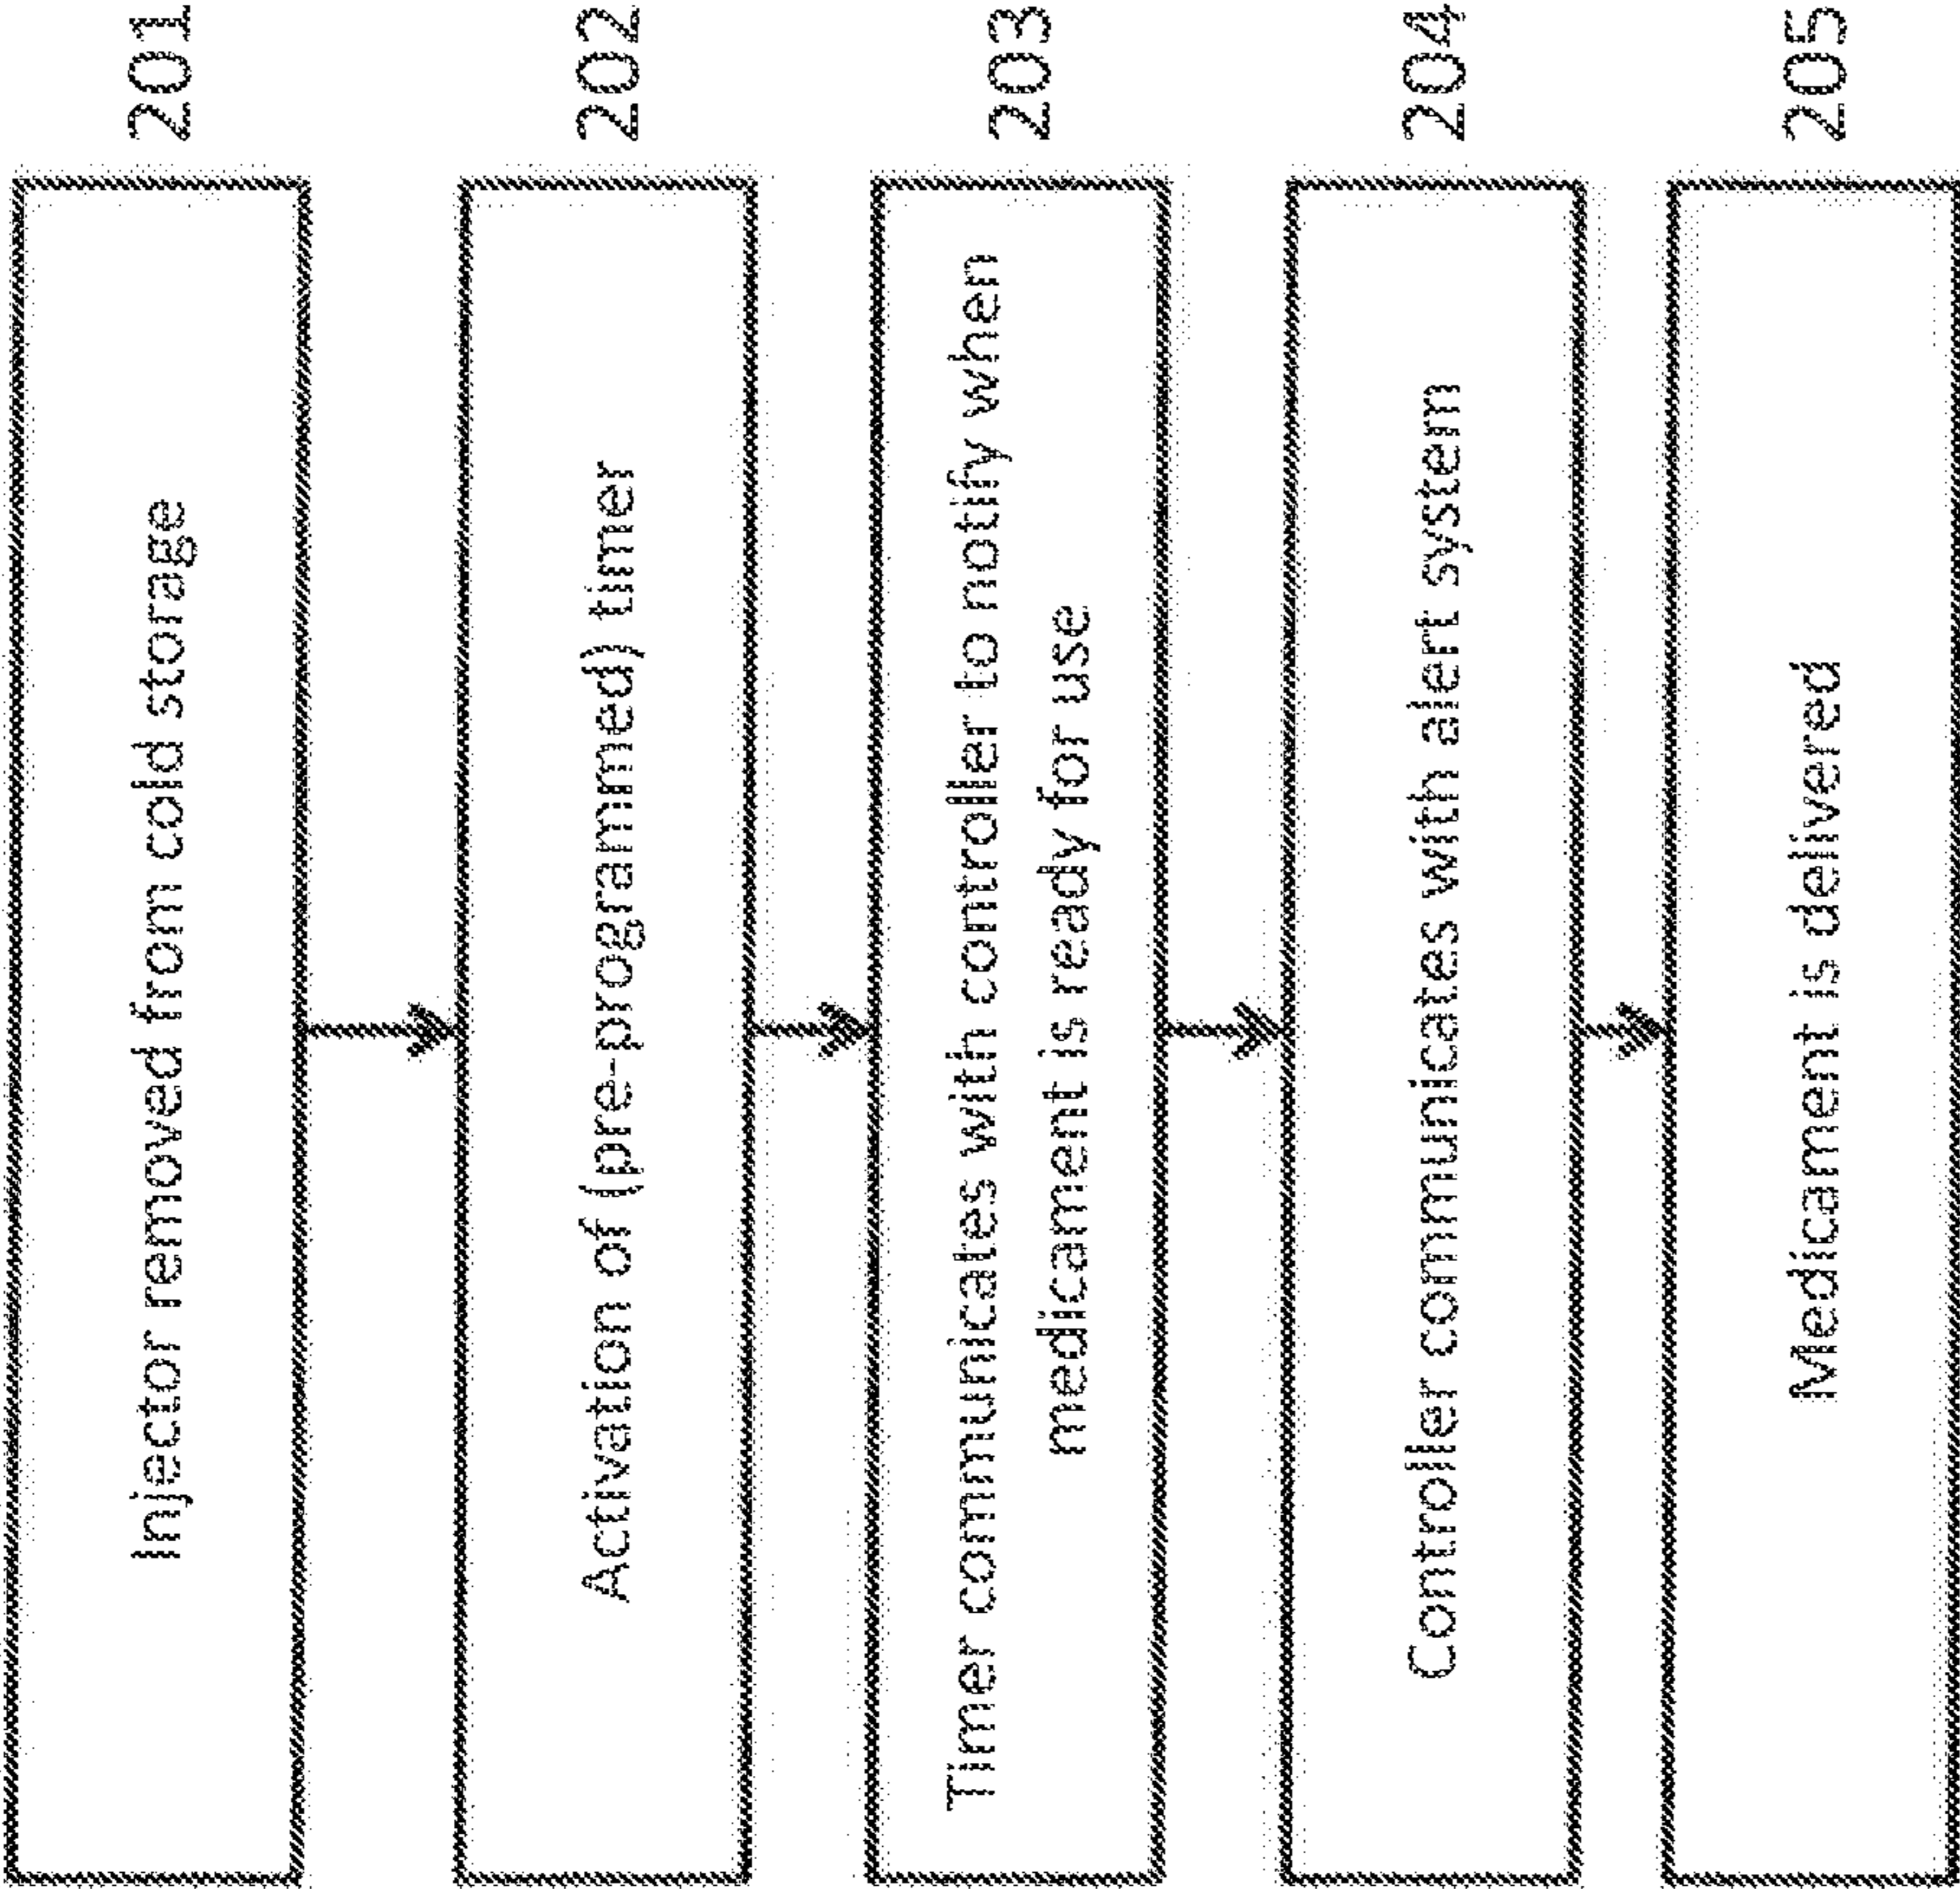 Injector removed from cold storage
201
Activation of (pre-programmed) timer
202
Timer communicates with controller to notify when
medicament is ready for use
203
Controller communicates with alert system
204
Medicament is delivered
205